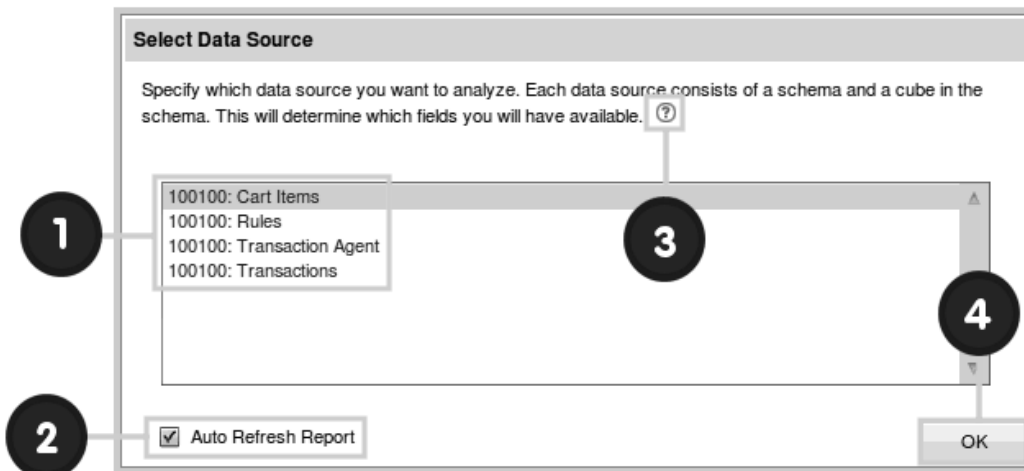 Select Data Source
Specify which data source you want to analyze. Each data source consists of a schema and a cube in the
schema. This will determine which fields you will have available. ?
100100: Cart Items
100100: Rules
100100: Transaction Agent
100100: Transactions
1
3
4
2
Auto Refresh Report
OK